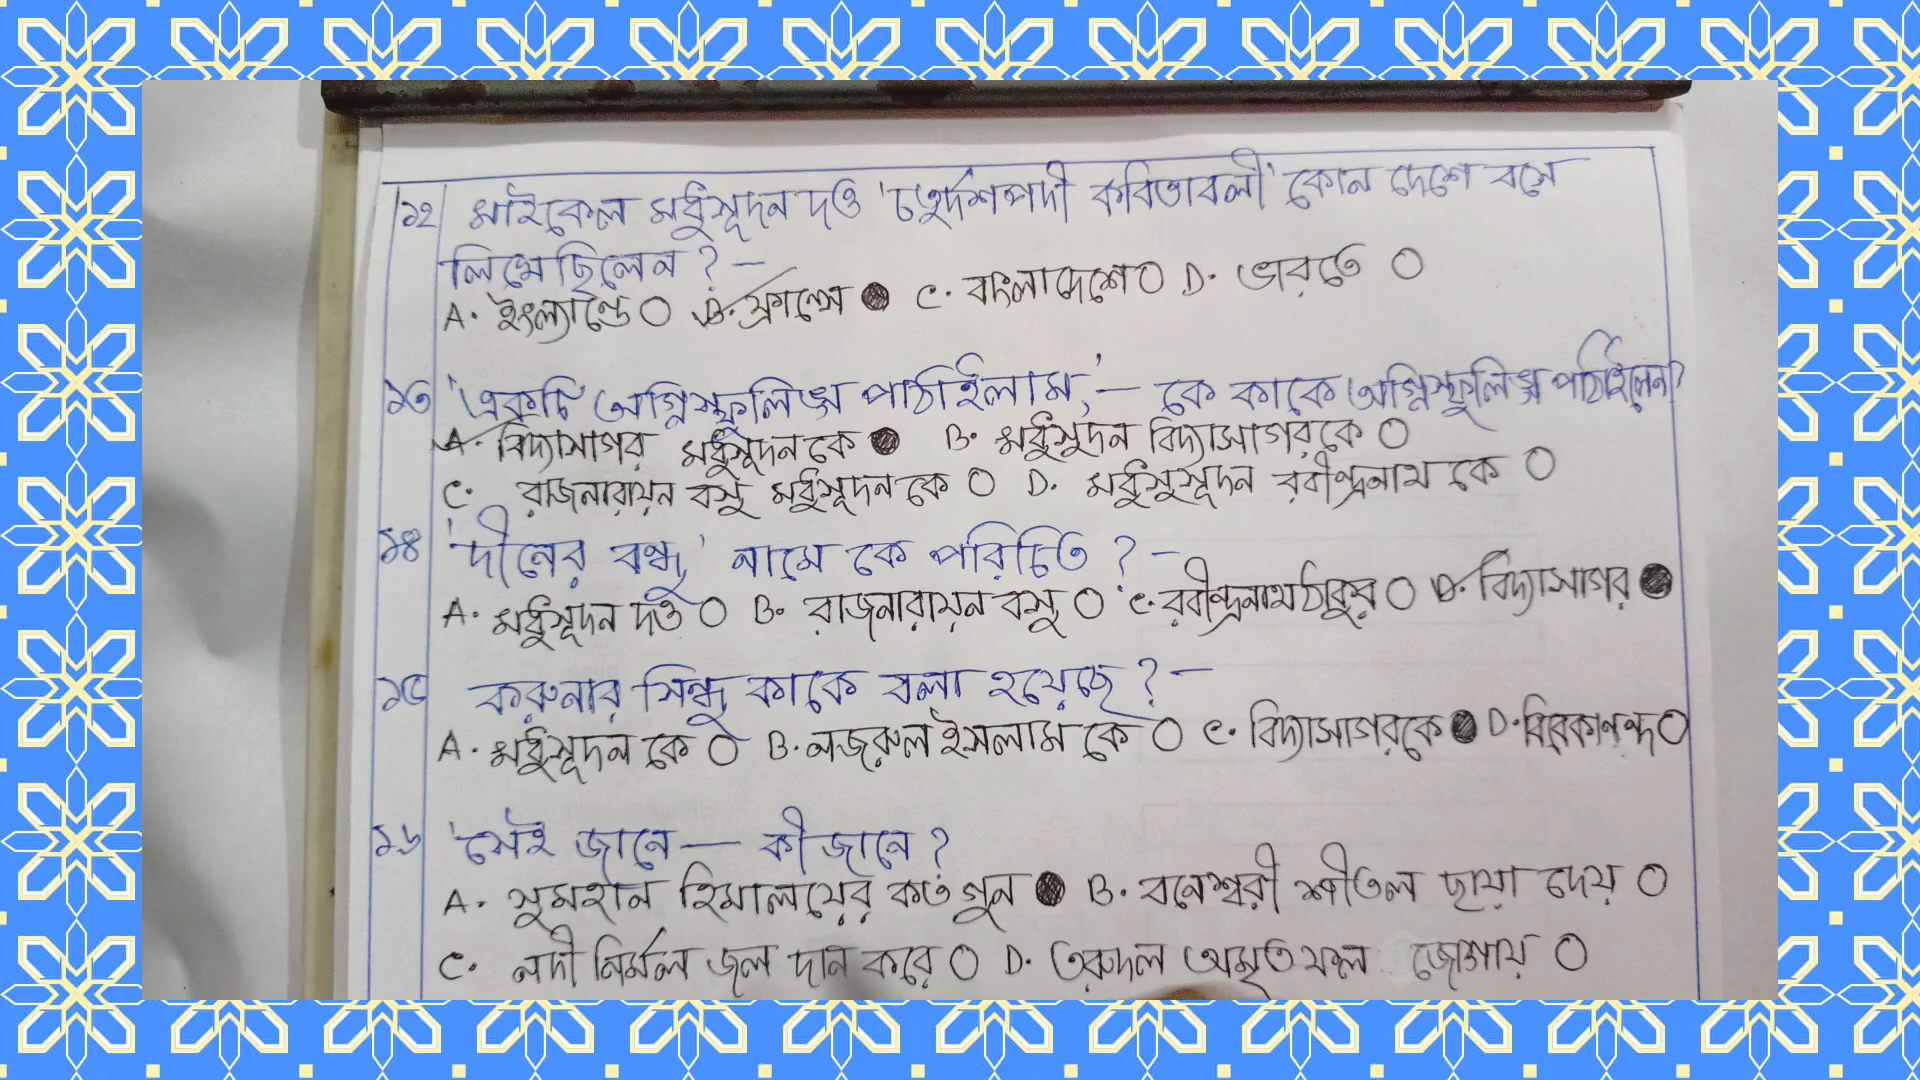 ১২ মাইকেল মধুসূদন দত্ত 'চতুর্দশপদী কবিতাবলী' কোন দেশে বসে
লিখেছিলেন ? —
A. ইংল্যান্ডে ○ B. ফ্রান্সে ● C. বাংলাদেশে ○ D. ভারতে ○
১৩ 'একটি অগ্নিস্ফুলিঙ্গ পাঠাইলাম,' — কে কাকে অগ্নিস্ফুলিঙ্গ পাঠাইলেন?
A. বিদ্যাসাগর মধুসূদনকে ● B. মধুসুদন বিদ্যাসাগরকে ○
C. রাজনারায়ন বসু মধুসূদনকে ○ D. মধুসুসূদন রবীন্দ্রনাথ কে ○
১৪ 'দীনের বন্ধু' নামে কে পরিচিত ? —
A. মধুসূদন দত্ত ○ B. রাজনারায়ন বসু ○ C. রবীন্দ্রনাথ ঠাকুর ○ D. বিদ্যাসাগর ●
১৫ করুনার সিন্ধু কাকে বলা হয়েছে ? —
A. মধুসূদন কে ○ B. নজরুল ইসলাম কে ○ C. বিদ্যাসাগরকে ● D. বিবেকানন্দ ○
১৬ 'সেই জানে — কী জানে ?
A. সুমহান হিমালয়ের কত গুন ● B. বনেশ্বরী শীতল ছায়া দেয় ○
C. নদী নির্মল জল দান করে ○ D. তরুদল অমৃত ফল জোগায় ○